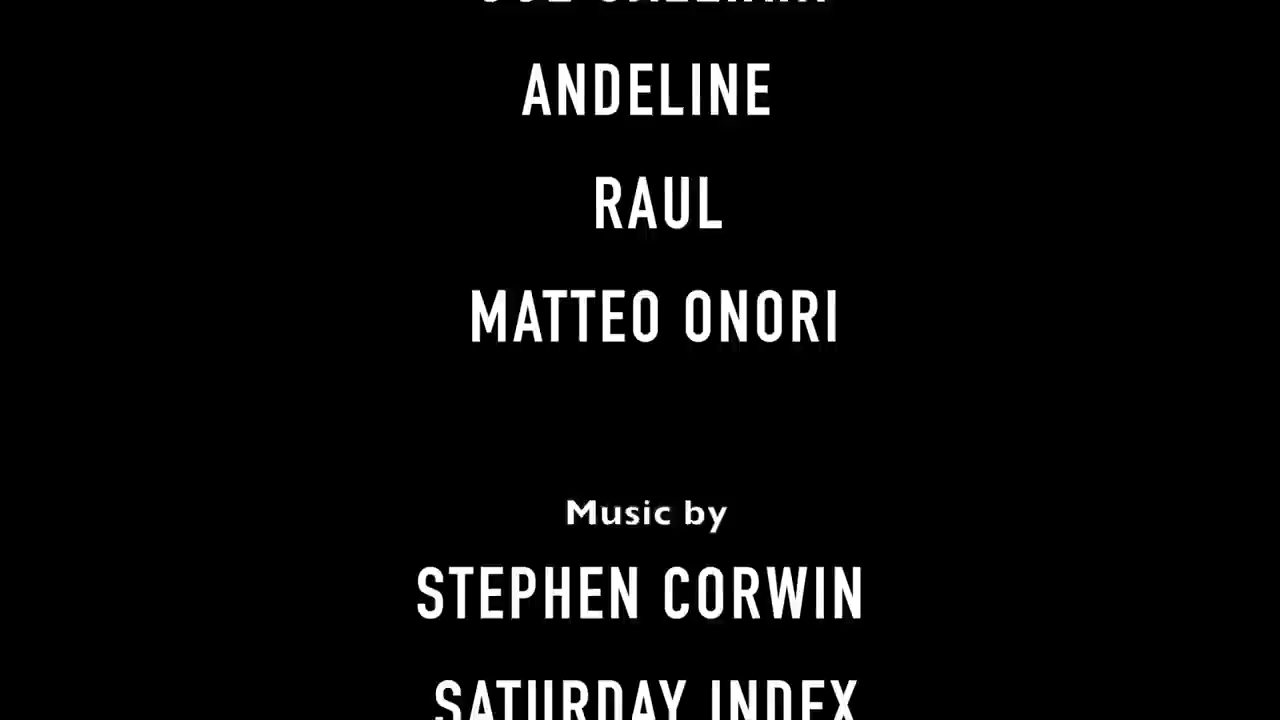 ANDELINE
RAUL
MATTEO ONORI
Music by
STEPHEN CORWIN
SATURDAY INDEX